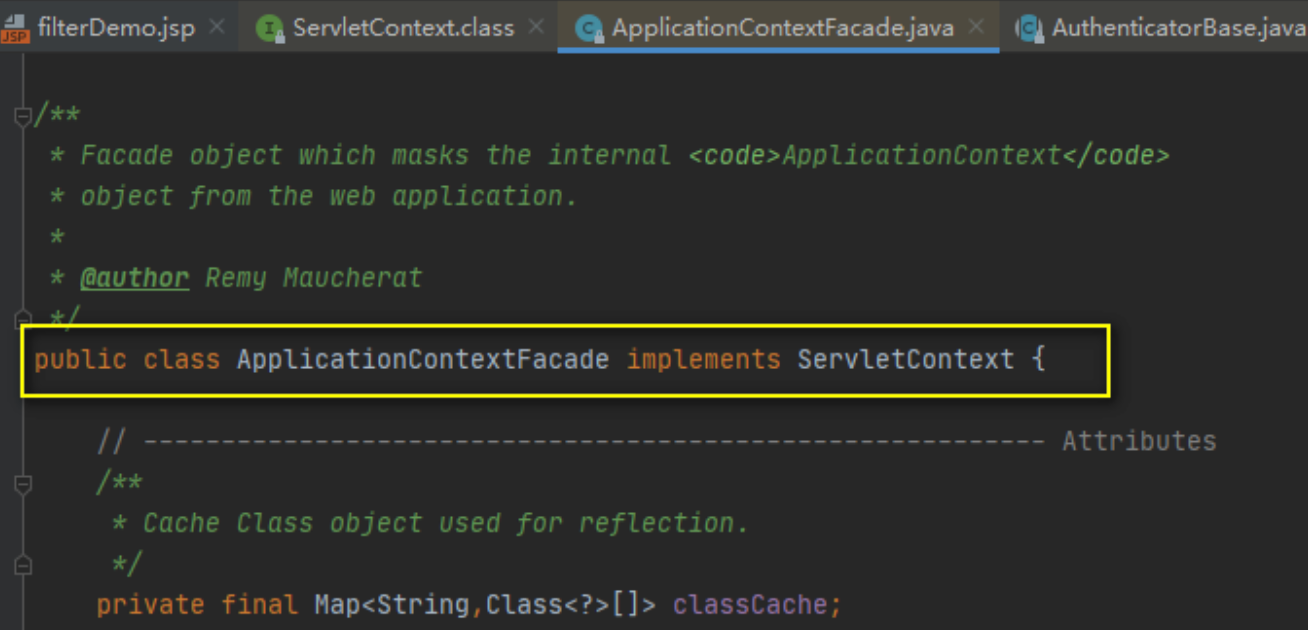 JSP filterDemo.jsp × I ServletContext.class × C ApplicationContextFacade.java × C AuthenticatorBase.java
/**
* Facade object which masks the internal <code>ApplicationContext</code>
* object from the web application.
*
* @author Remy Maucherat
*/
public class ApplicationContextFacade implements ServletContext {
// ---------------------------------------------------------- Attributes
/**
* Cache Class object used for reflection.
*/
private final Map<String,Class<?>[]> classCache;